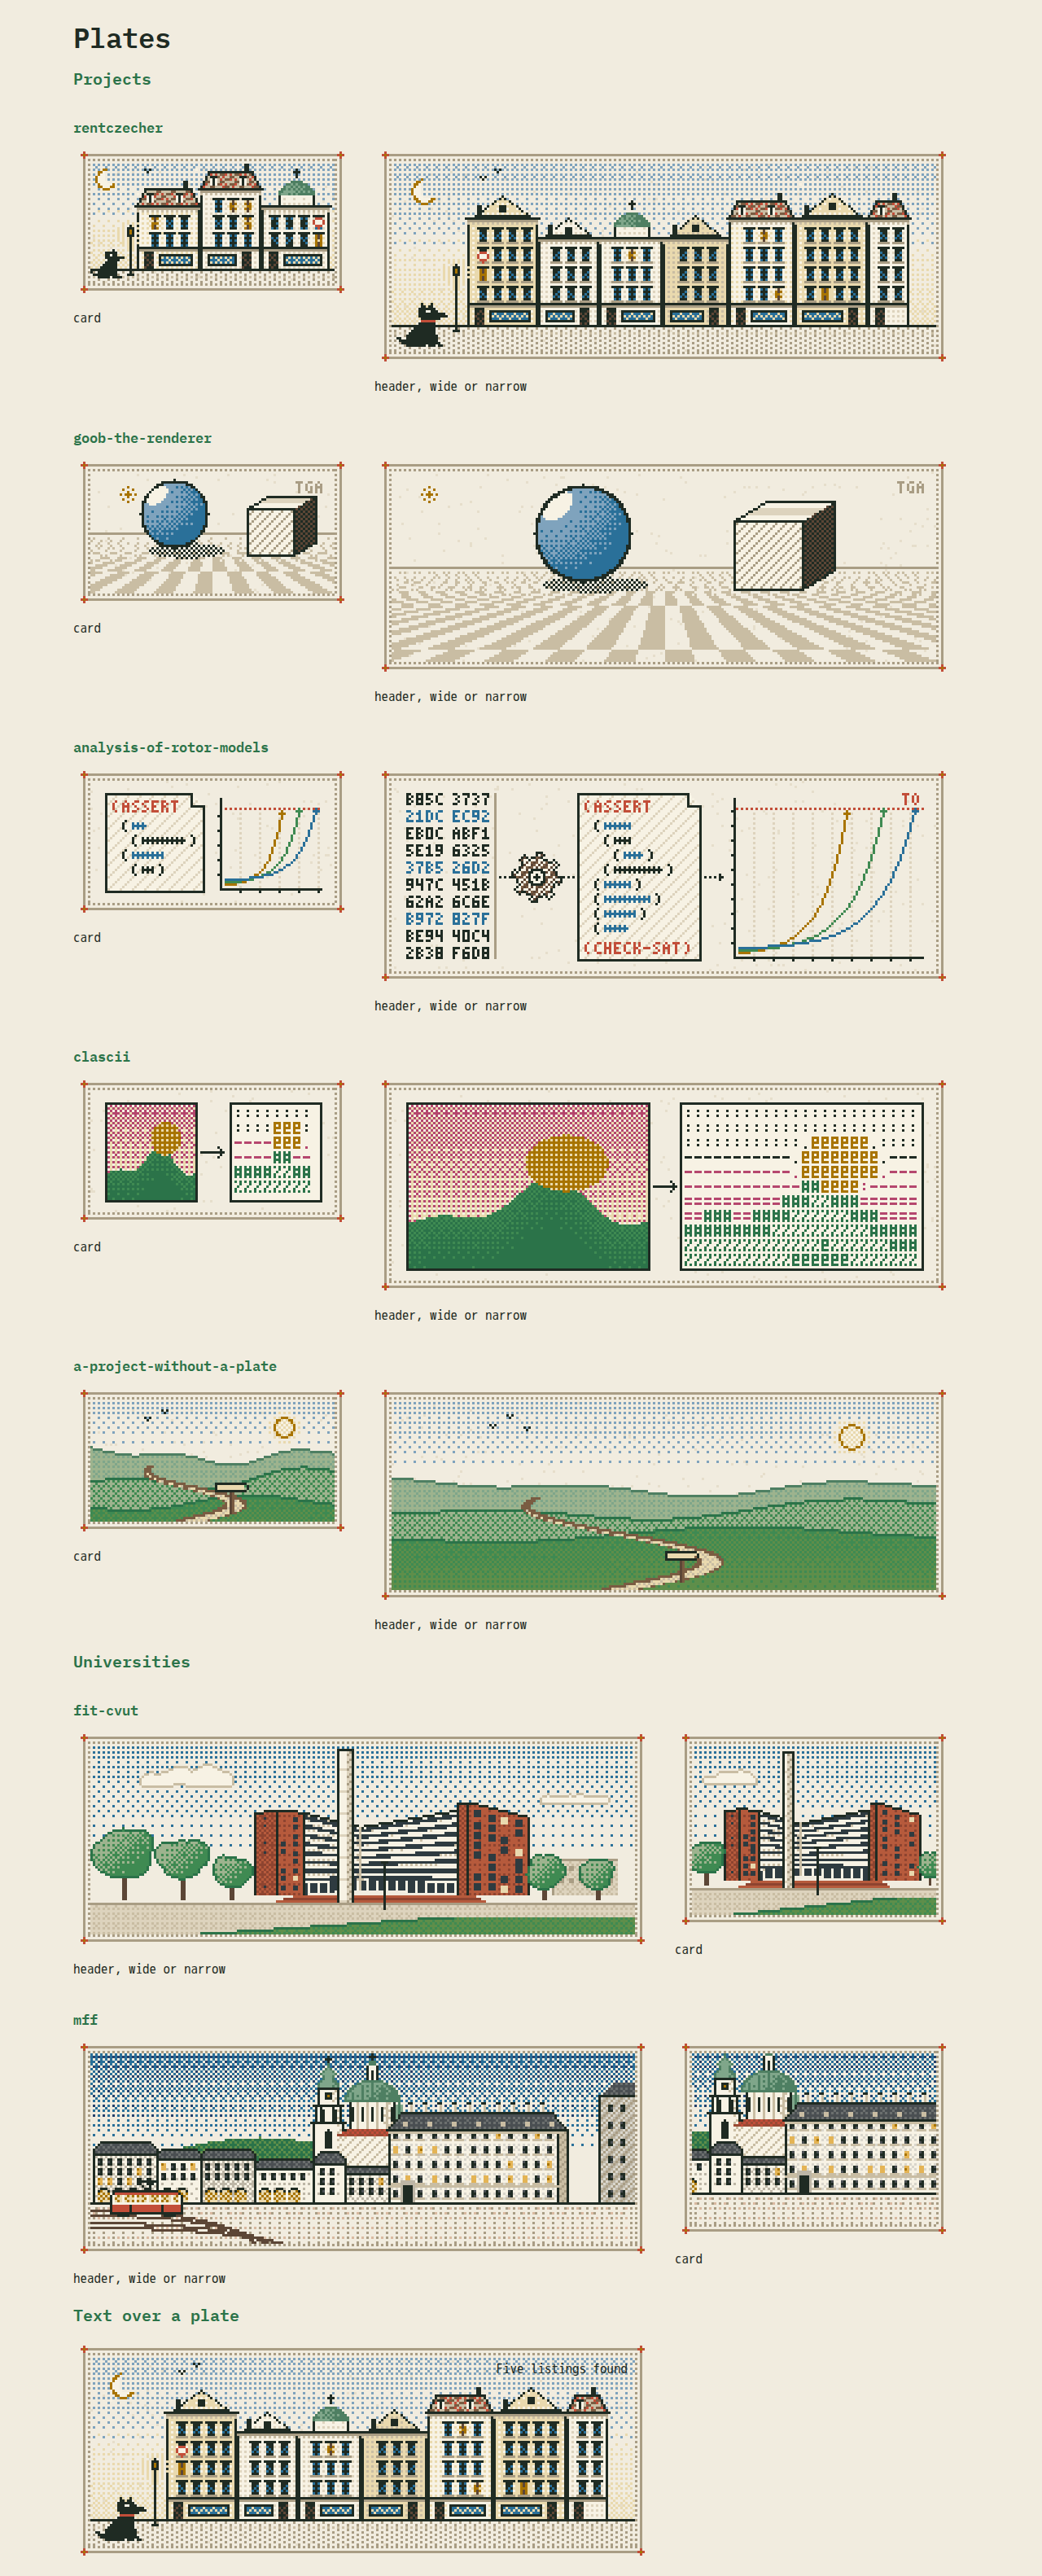 Plates
Projects
rentczecher
card
header, wide or narrow
goob-the-renderer
TGA
TGA
card
header, wide or narrow
analysis-of-rotor-models
(ASSERT
(ASSERT
(CHECK-SAT)
B85C 3737
21DC EC92
EB0C ABF1
5E19 6325
37B5 26D2
947C 451B
62A2 6C6E
B972 827F
BE94 40C4
2B38 F6D8
TO
card
header, wide or narrow
clascii
card
header, wide or narrow
a-project-without-a-plate
card
header, wide or narrow
Universities
fit-cvut
header, wide or narrow
card
mff
header, wide or narrow
card
Text over a plate
Five listings found